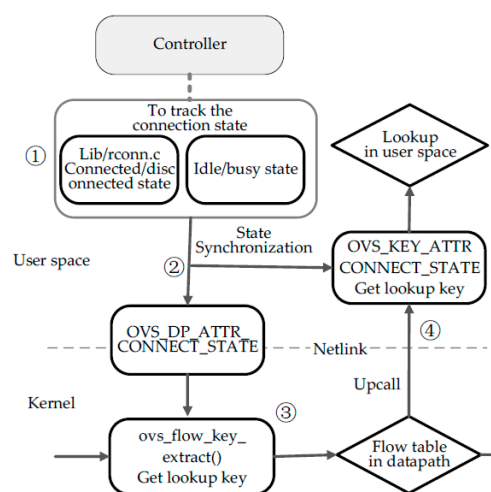 Controller
To track the
connection state
①
Lib/rconn.c
Connected/disc
onnected state
Idle/busy state
Lookup
in user space
State
Synchronization
User space
②
OVS_KEY_ATTR
CONNECT_STATE
Get lookup key
OVS_DP_ATTR_
CONNECT_STATE
④
Netlink
Upcall
Kernel
③
ovs_flow_key_
extract()
Get lookup key
Flow table
in datapath